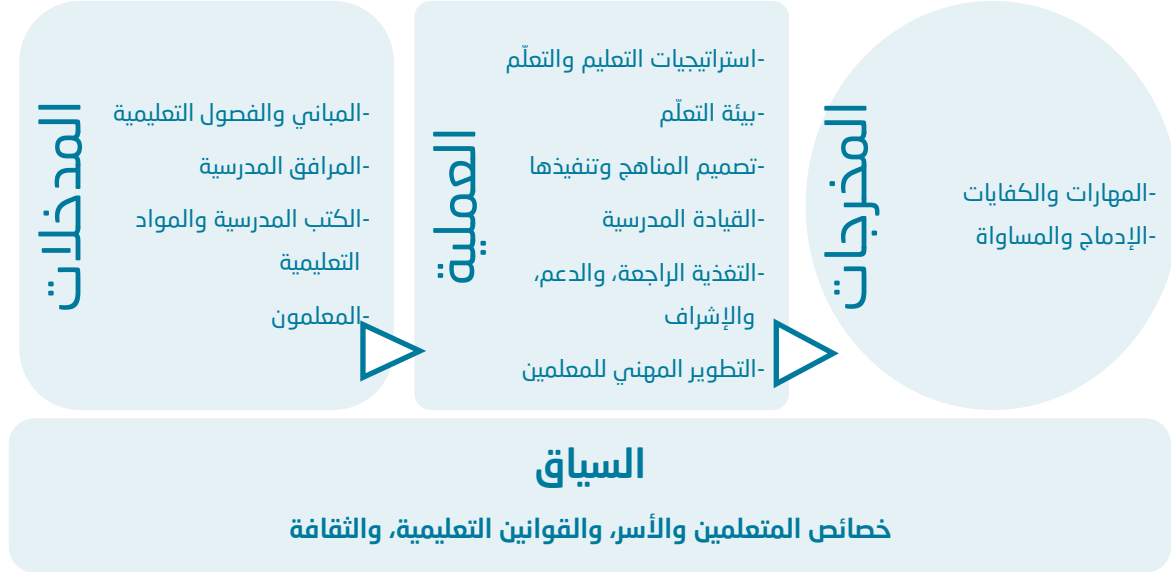 المدخلات
-المباني والفصول التعليمية
-المرافق المدرسية
-الكتب المدرسية والمواد
التعليمية
-المعلمون
العملية
-استراتيجيات التعليم والتعلّم
-بيئة التعلّم
-تصميم المناهج وتنفيذها
-القيادة المدرسية
-التغذية الراجعة، والدعم،
والإشراف
-التطوير المهني للمعلمين
المخرجات
-المهارات والكفايات
-الإدماج والمساواة
السياق
خصائص المتعلمين والأسر، والقوانين التعليمية، والثقافة